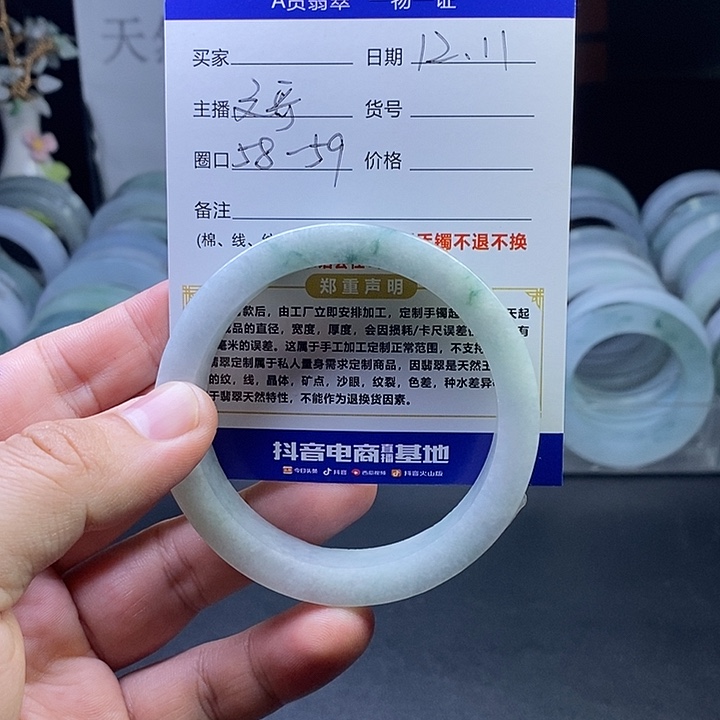 A货翡翠 一物一证
天然
买家 日期 12.11
主播 文哥 货号
圈口 58-59 价格
备注
(棉、线、 手镯不退不换
郑重声明
款后,由工厂立即安排加工,定制手镯 天起
品的直径,宽度,厚度,会因损耗/卡尺误差 有
毫米的误差。这属于手工加工定制正常范围,不支持
翡翠定制属于私人量身需求定制商品,因翡翠是天然玉
的纹,线,晶体,矿点,沙眼,纹裂,色差,种水差异
于翡翠天然特性,不能作为退换货因素。
抖音电商直播基地
今日头条 抖音 西瓜视频 抖音火山版